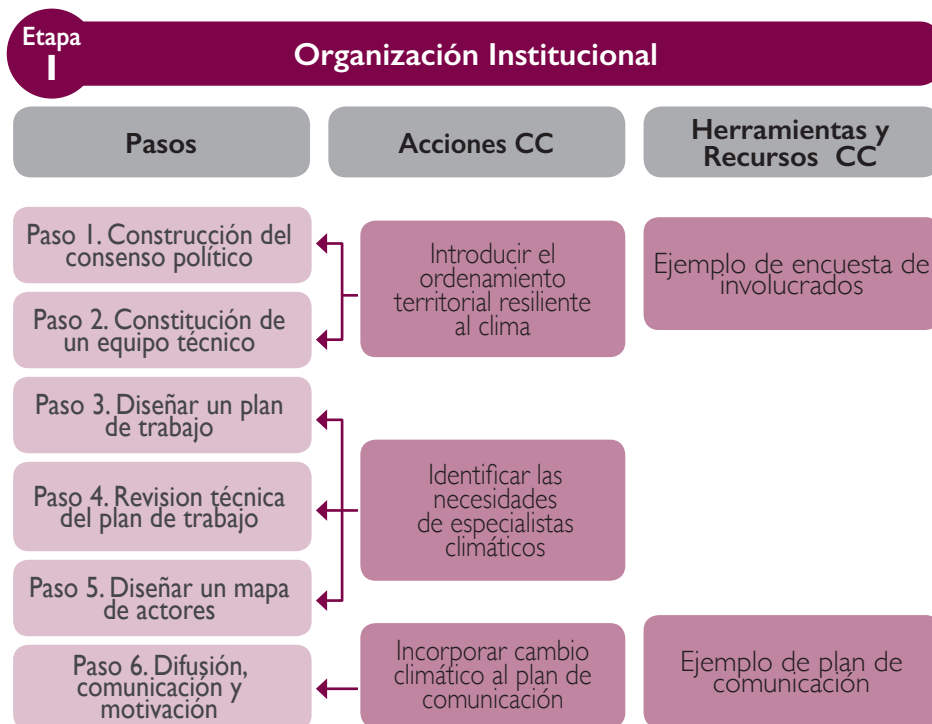 Etapa
1
Organización Institucional
Pasos
Acciones CC
Herramientas y
Recursos CC
Paso 1. Construcción del
consenso político
Paso 2. Constitución de
un equipo técnico
Paso 3. Diseñar un plan
de trabajo
Paso 4. Revision técnica
del plan de trabajo
Paso 5. Diseñar un mapa
de actores
Paso 6. Difusión,
comunicación y
motivación
Introducir el
ordenamiento
territorial resiliente
al clima
Identificar las
necesidades
de especialistas
climáticos
Incorporar cambio
climático al plan de
comunicación
Ejemplo de encuesta de
involucrados
Ejemplo de plan de
comunicación